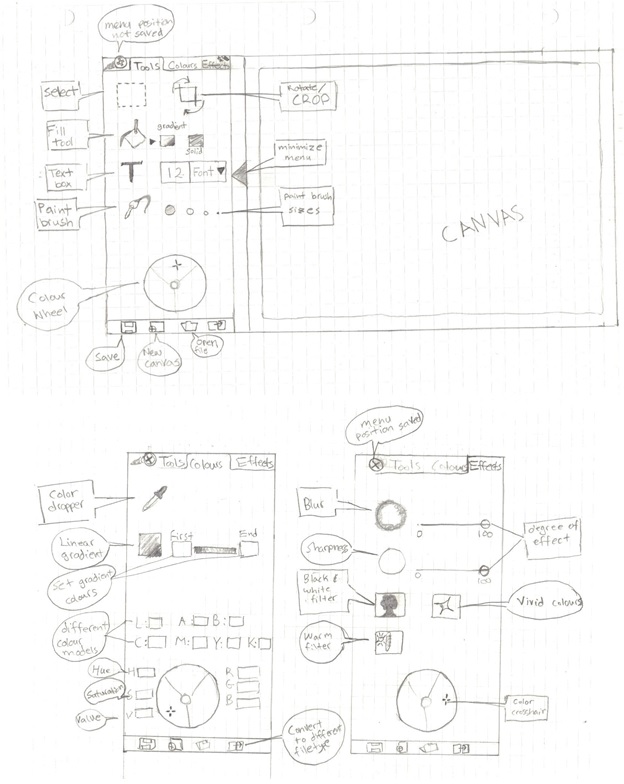 menu position
not saved
Tools Colours Effects
Select
Rotate/
CROP
Fill
tool
gradient
solid
minimize
menu
Text
box
T 12 Font
Paint
brush
paint brush
sizes
CANVAS
Colour
Wheel
Save
New
canvas
open
file
menu
position saved
Tools Colours Effects
Color
dropper
Linear
gradient
First
End
Set gradient
colours
different
colour
models
L: A: B:
C: M: Y: K:
Hue
H
R
Saturation
S
G
B
Value
V
Convert
to different
filetype
Tools Colours Effects
Blur
0 100
degree of
effect
Sharpness
0 100
Black &
white
filter
Vivid colours
Warm
filter
Color
crosshair